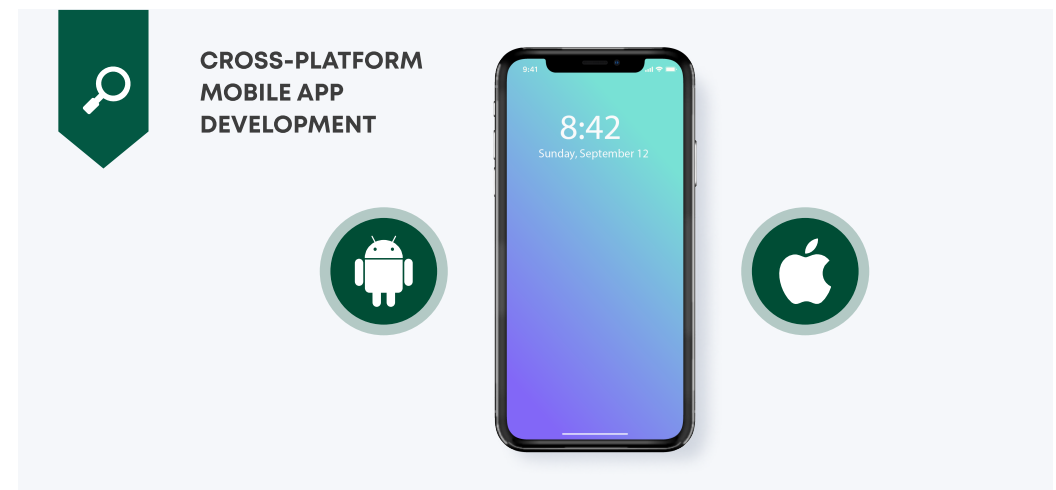 CROSS-PLATFORM
MOBILE APP
DEVELOPMENT
9:41
8:42
Sunday, September 12